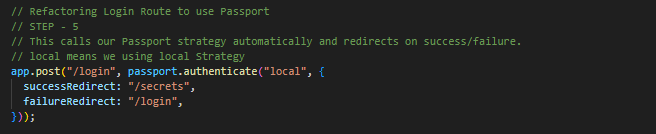 // Refactoring Login Route to use Passport
// STEP - 5
// This calls our Passport strategy automatically and redirects on success/failure.
// local means we using local Strategy
app.post("/login", passport.authenticate("local", {
  successRedirect: "/secrets",
  failureRedirect: "/login",
}));